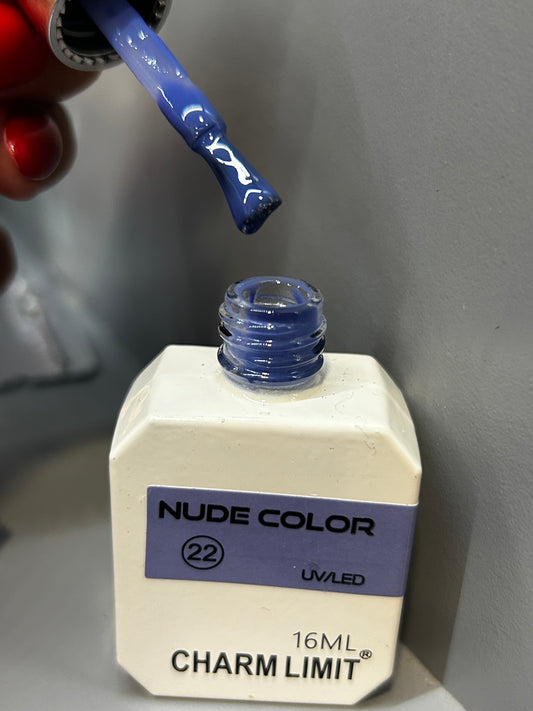 NUDE COLOR
22
UV/LED
16ML
CHARM LIMIT®